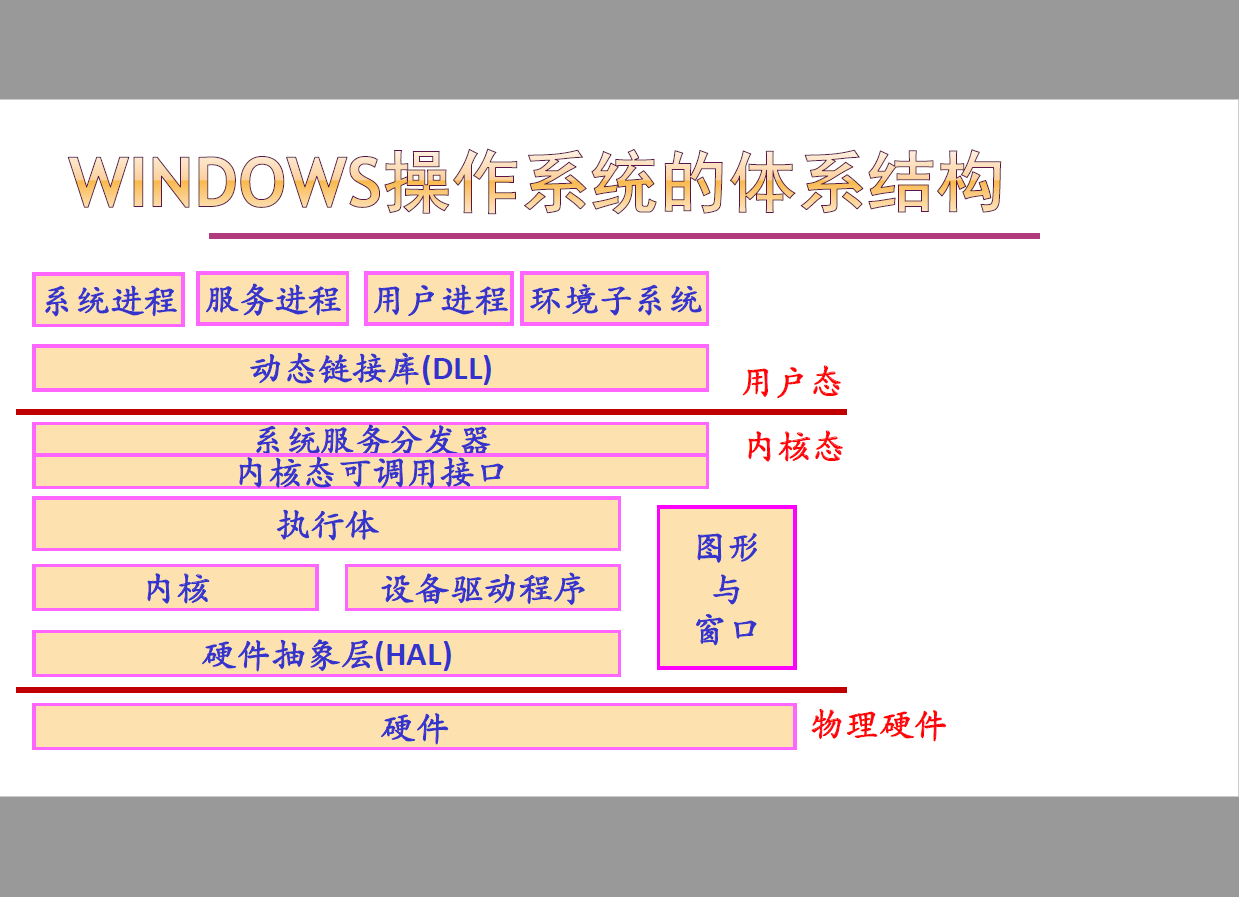 WINDOWS操作系统的体系结构
系统进程 服务进程 用户进程 环境子系统
动态链接库(DLL)
用户态
系统服务分发器
内核态
内核态可调用接口
执行体
图形
与
窗口
内核 设备驱动程序
硬件抽象层(HAL)
硬件
物理硬件